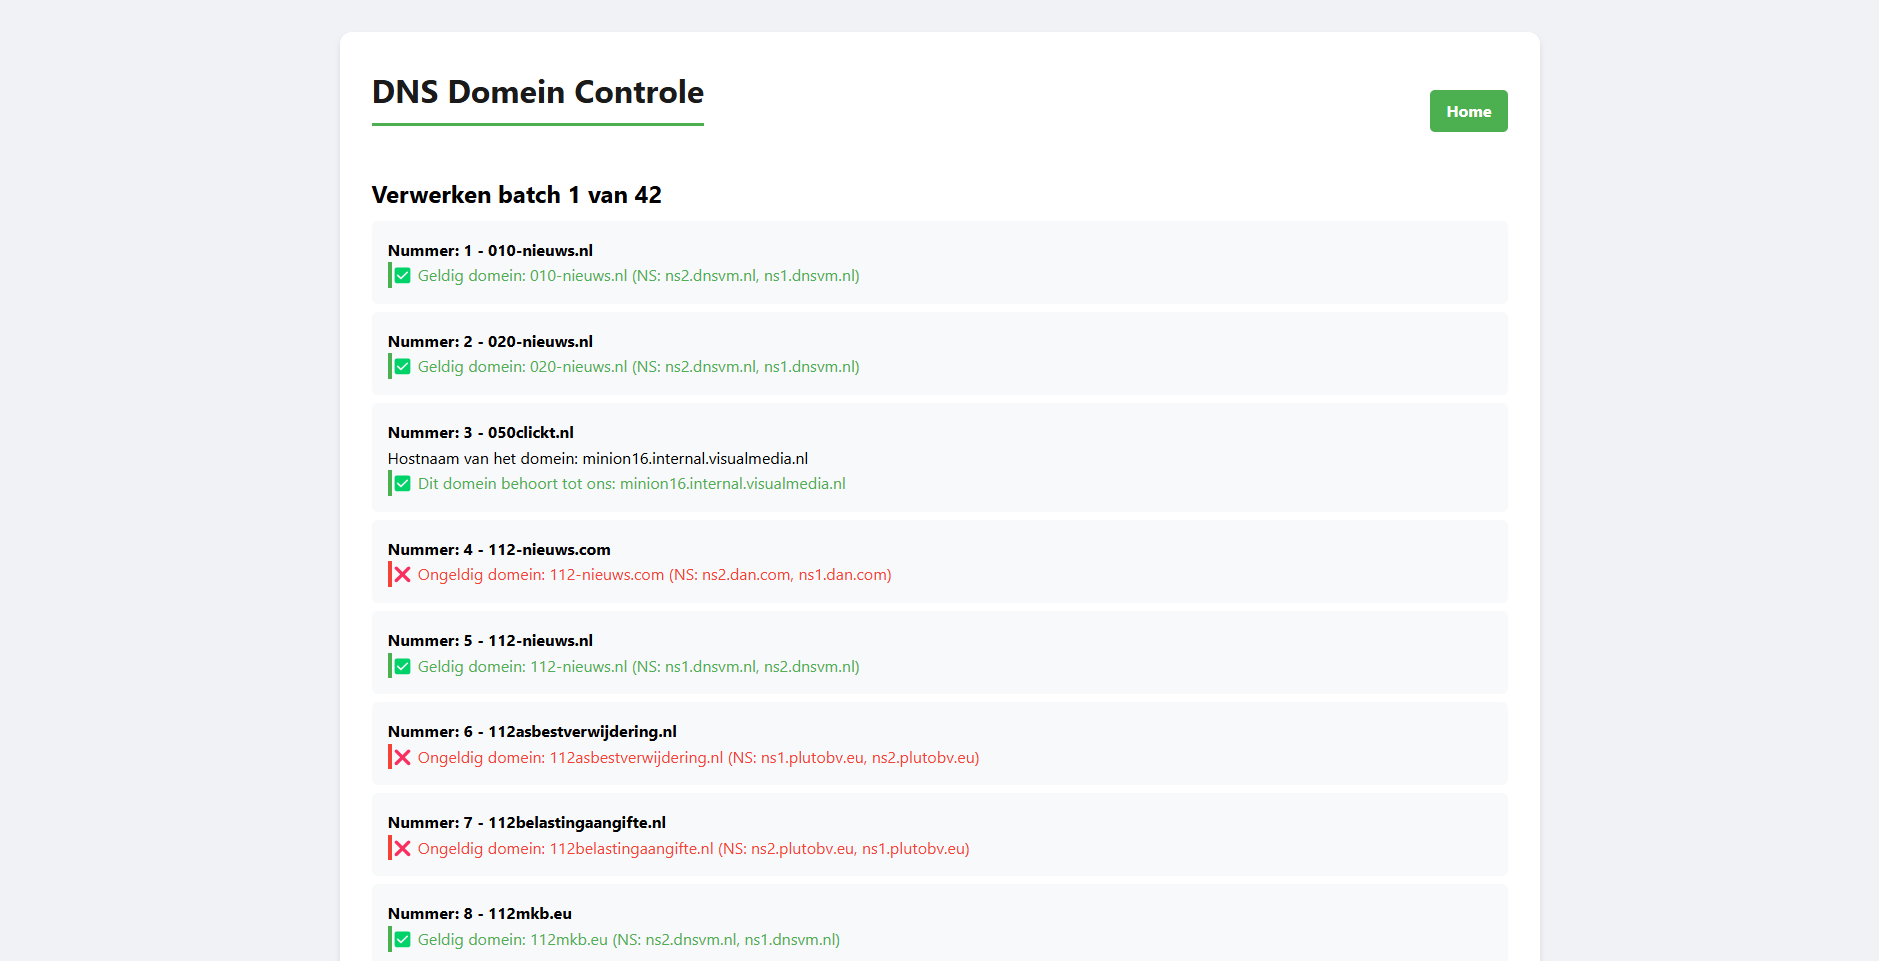 DNS Domein Controle
Home
Verwerken batch 1 van 42
Nummer: 1 - 010-nieuws.nl
Geldig domein: 010-nieuws.nl (NS: ns2.dnsvm.nl, ns1.dnsvm.nl)
Nummer: 2 - 020-nieuws.nl
Geldig domein: 020-nieuws.nl (NS: ns2.dnsvm.nl, ns1.dnsvm.nl)
Nummer: 3 - 050clickt.nl
Hostnaam van het domein: minion16.internal.visualmedia.nl
Dit domein behoort tot ons: minion16.internal.visualmedia.nl
Nummer: 4 - 112-nieuws.com
Ongeldig domein: 112-nieuws.com (NS: ns2.dan.com, ns1.dan.com)
Nummer: 5 - 112-nieuws.nl
Geldig domein: 112-nieuws.nl (NS: ns1.dnsvm.nl, ns2.dnsvm.nl)
Nummer: 6 - 112asbestverwijdering.nl
Ongeldig domein: 112asbestverwijdering.nl (NS: ns1.plutobv.eu, ns2.plutobv.eu)
Nummer: 7 - 112belastingaangifte.nl
Ongeldig domein: 112belastingaangifte.nl (NS: ns2.plutobv.eu, ns1.plutobv.eu)
Nummer: 8 - 112mkb.eu
Geldig domein: 112mkb.eu (NS: ns2.dnsvm.nl, ns1.dnsvm.nl)